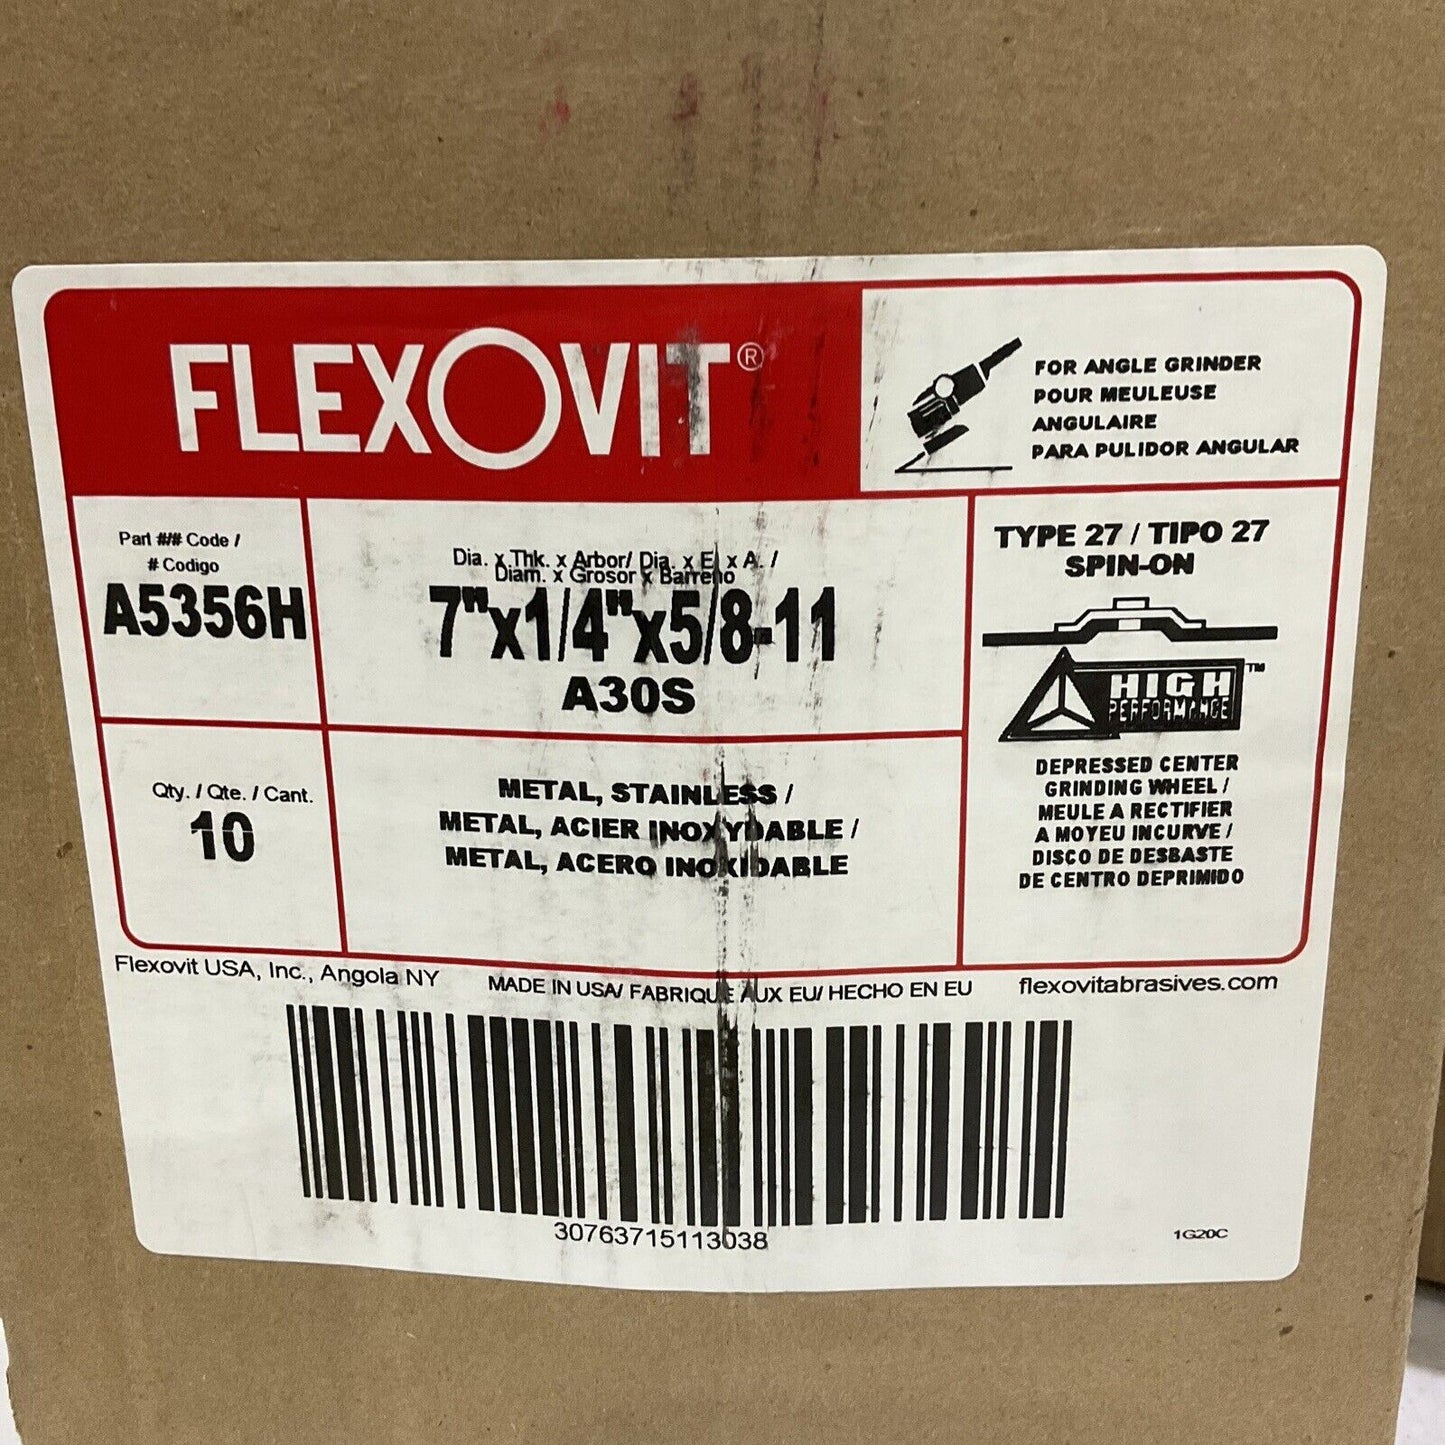 FLEXOVIT®
FOR ANGLE GRINDER
POUR MEULEUSE
ANGULAIRE
PARA PULIDOR ANGULAR
Part #/# Code /
# Codigo
A5356H
Dia. x Thk. x Arbor/ Dia. x E. x A. /
Diam. x Grosor x Barreno
7"x1/4"x5/8-11
A30S
TYPE 27 / TIPO 27
SPIN-ON
HIGH™
PERFORMANCE
DEPRESSED CENTER
GRINDING WHEEL /
MEULE A RECTIFIER
A MOYEU INCURVE /
DISCO DE DESBASTE
DE CENTRO DEPRIMIDO
Qty. / Qte. / Cant.
10
METAL, STAINLESS /
METAL, ACIER INOXYDABLE /
METAL, ACERO INOXIDABLE
Flexovit USA, Inc., Angola NY
MADE IN USA/ FABRIQUE AUX EU/ HECHO EN EU
flexovitabrasives.com
30763715113038
1G20C